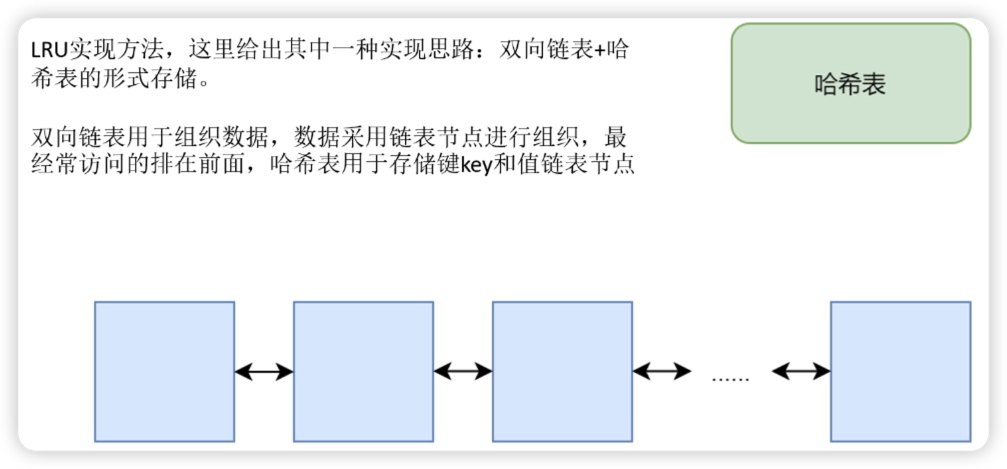 LRU实现方法，这里给出其中一种实现思路：双向链表+哈
希表的形式存储。
双向链表用于组织数据，数据采用链表节点进行组织，最
经常访问的排在前面，哈希表用于存储键key和值链表节点
哈希表
......